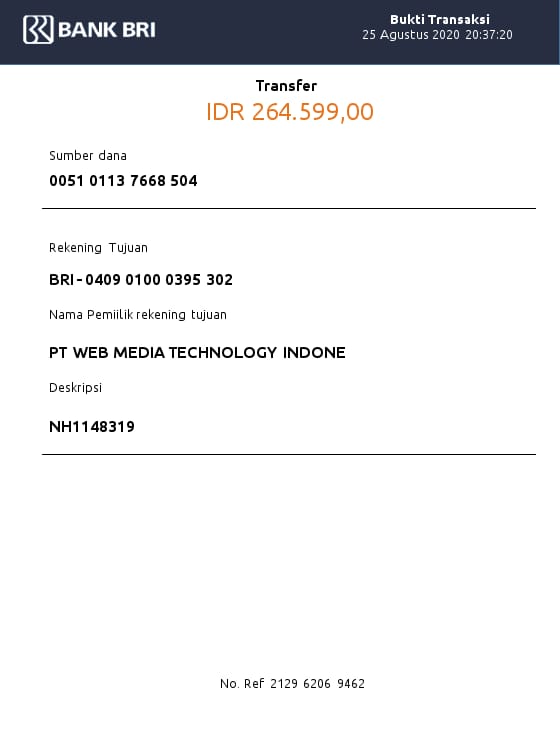 BANK BRI
Bukti Transaksi
25 Agustus 2020 20:37:20
Transfer
IDR 264.599,00
Sumber dana
0051 0113 7668 504
Rekening Tujuan
BRI - 0409 0100 0395 302
Nama Pemiilik rekening tujuan
PT WEB MEDIA TECHNOLOGY INDONE
Deskripsi
NH1148319
No. Ref 2129 6206 9462